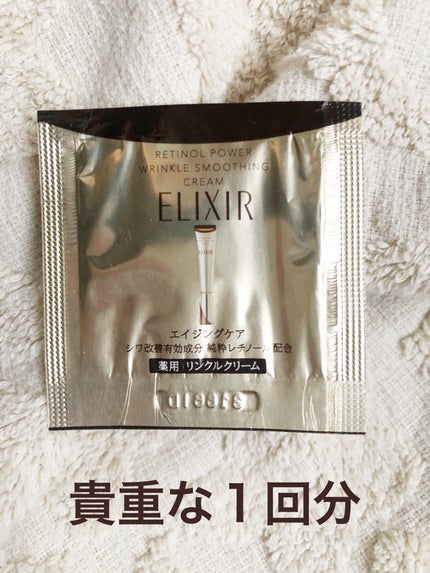 RETINOL POWER
WRINKLE SMOOTHING
CREAM
ELIXIR
ELIXIR
エイジングケア
シワ改善有効成分 純粋レチノール配合
薬用 リンクルクリーム
貴重な1回分